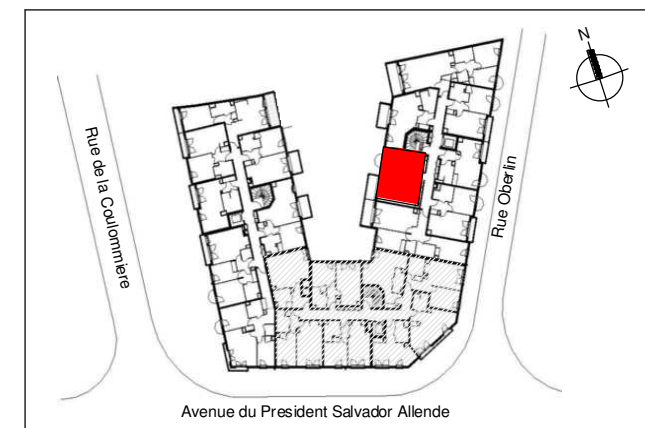 N
Rue de la Coulommiere
Rue Oberlin
Avenue du President Salvador Allende